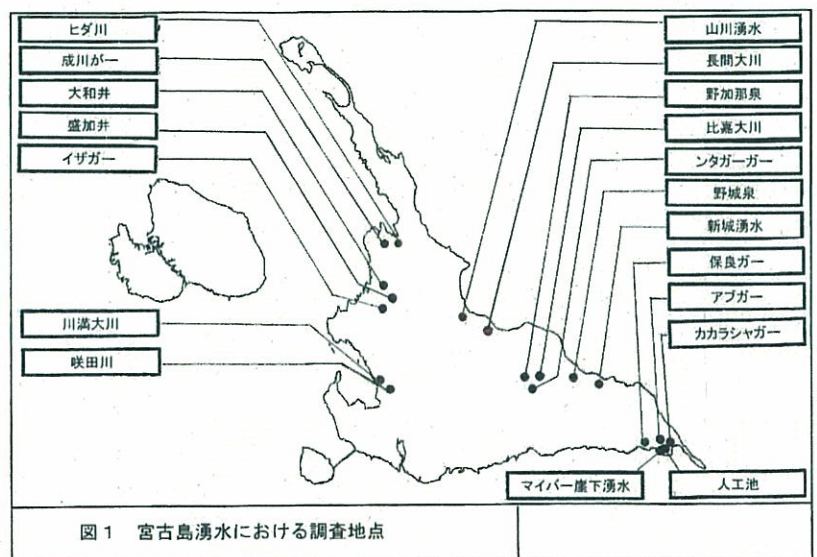 ヒダ川
成川がー
大和井
盛加井
イザガー
川満大川
咲田川
山川湧水
長間大川
野加那泉
比嘉大川
ンタガーガー
野城泉
新城湧水
保良ガー
アブガー
カカラシャガー
マイバー崖下湧水
人工池
図1 宮古島湧水における調査地点